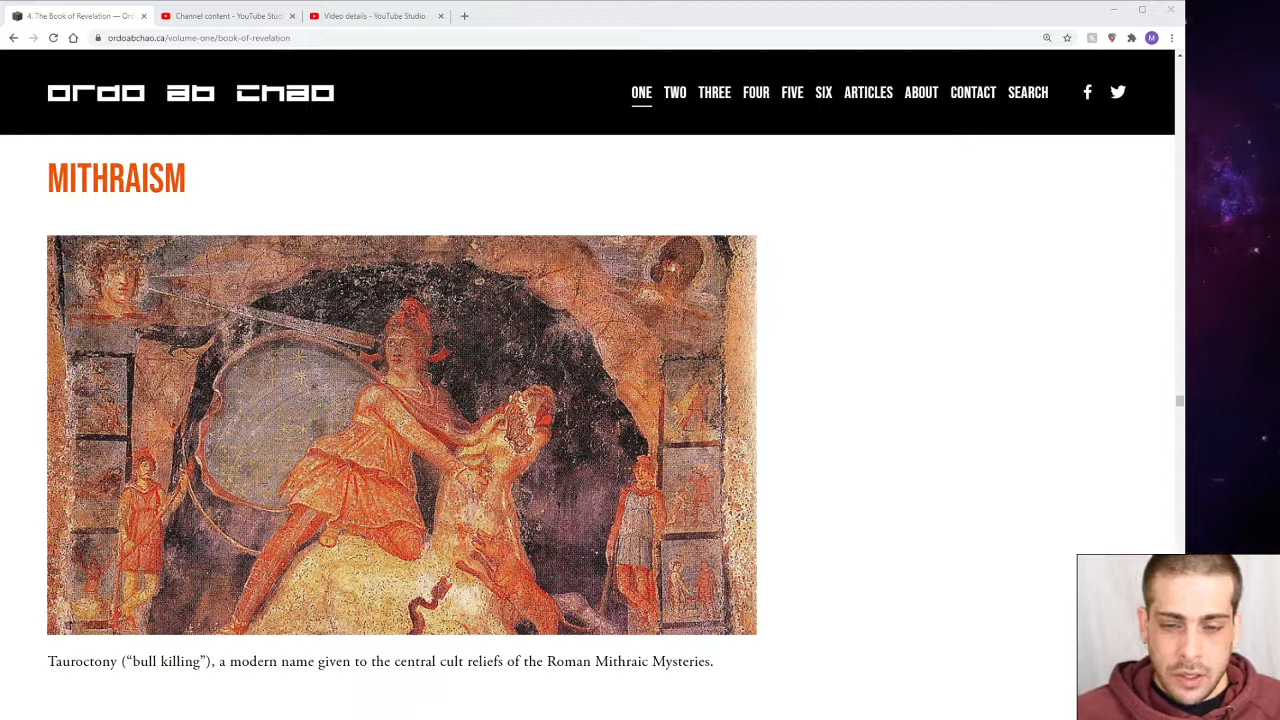 4. The Book of Revelation — Ord
Channel content - YouTube Stud
Video details - YouTube Studio
ordoabchao.ca/volume-one/book-of-revelation
M
ordo ab chao
ONE TWO THREE FOUR FIVE SIX ARTICLES ABOUT CONTACT SEARCH
MITHRAISM
Tauroctony (“bull killing”), a modern name given to the central cult reliefs of the Roman Mithraic Mysteries.